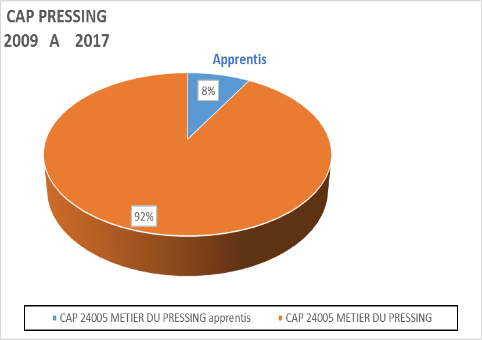 CAP PRESSING
2009 A 2017
Apprentis
8%
92%
CAP 24005 METIER DU PRESSING apprentis
CAP 24005 METIER DU PRESSING